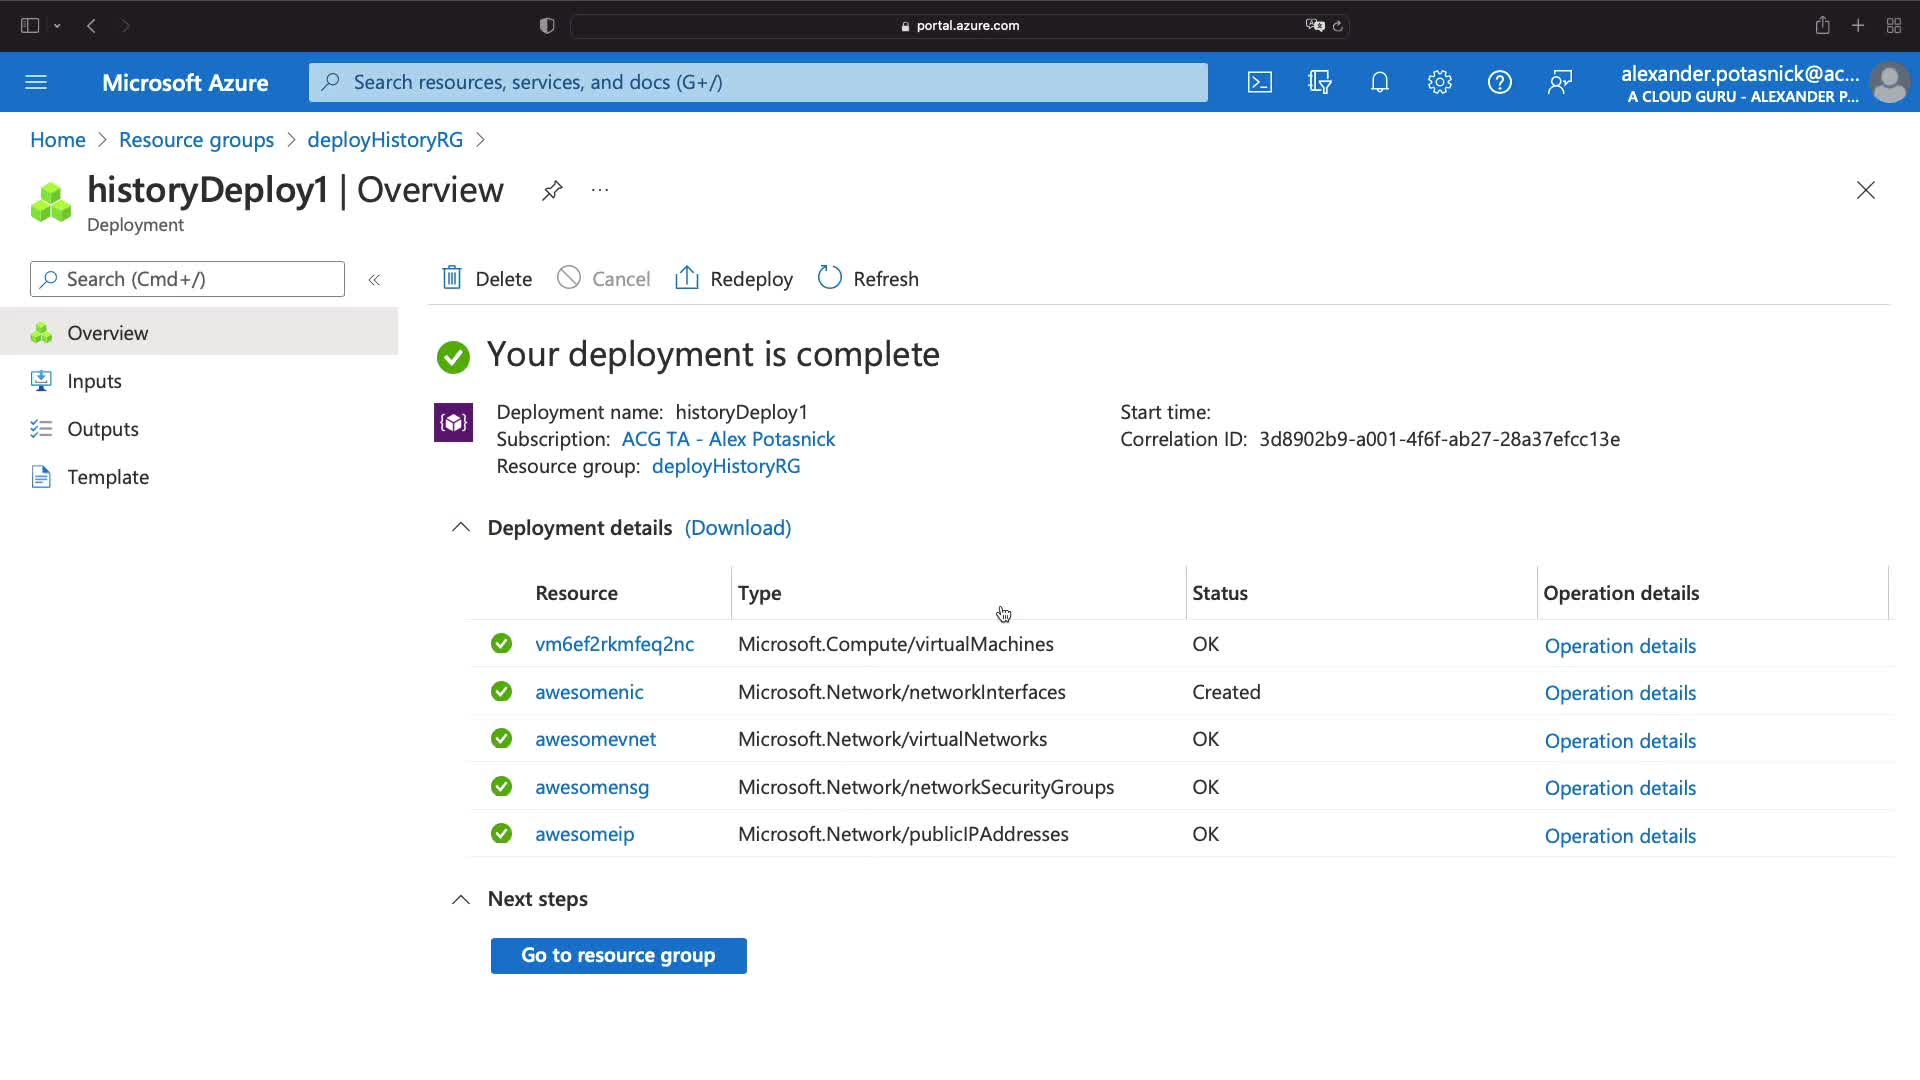 portal.azure.com
Microsoft Azure
Search resources, services, and docs (G+/)
alexander.potasnick@ac...
A CLOUD GURU - ALEXANDER P...
Home > Resource groups > deployHistoryRG >
historyDeploy1 | Overview
Deployment
Search (Cmd+/)
Delete
Cancel
Redeploy
Refresh
Overview
Inputs
Outputs
Template
Your deployment is complete
Deployment name: historyDeploy1
Subscription: ACG TA - Alex Potasnick
Resource group: deployHistoryRG
Start time:
Correlation ID: 3d8902b9-a001-4f6f-ab27-28a37efcc13e
Deployment details (Download)
Resource Type Status Operation details
vm6ef2rkmfeq2nc Microsoft.Compute/virtualMachines OK Operation details
awesomenic Microsoft.Network/networkInterfaces Created Operation details
awesomevnet Microsoft.Network/virtualNetworks OK Operation details
awesomensg Microsoft.Network/networkSecurityGroups OK Operation details
awesomeip Microsoft.Network/publicIPAddresses OK Operation details
Next steps
Go to resource group